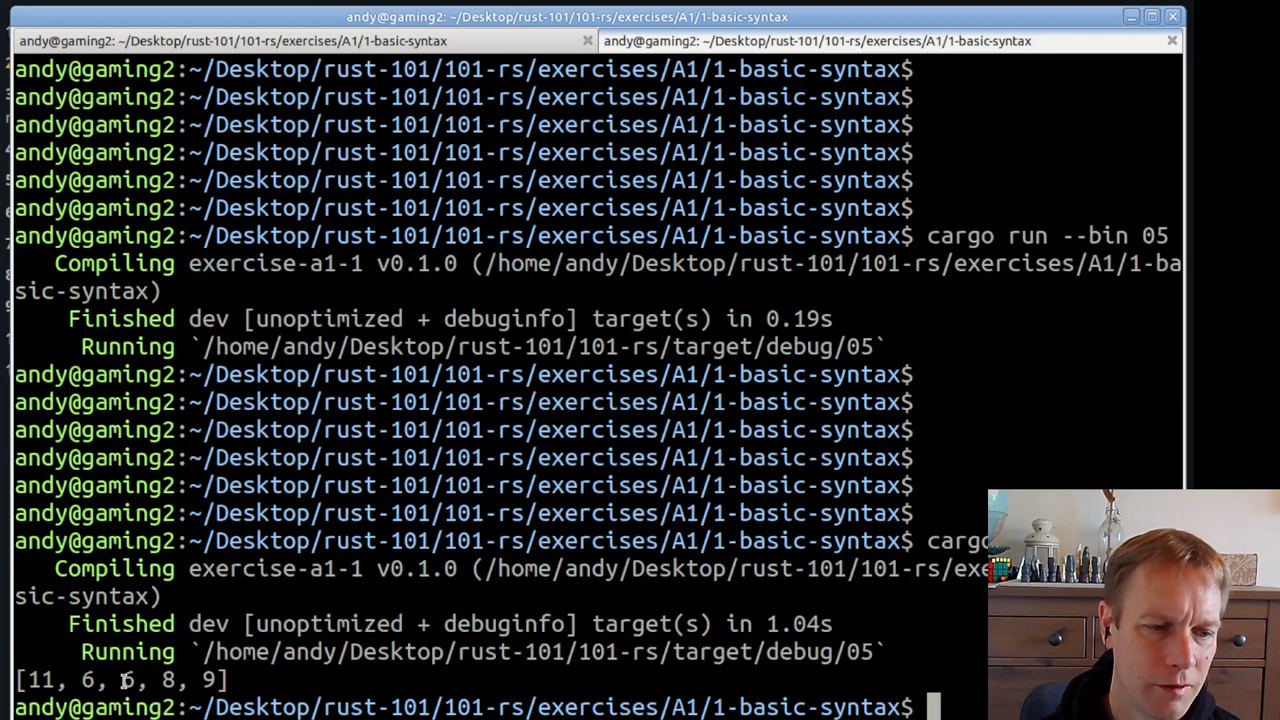 andy@gaming2: ~/Desktop/rust-101/101-rs/exercises/A1/1-basic-syntax
andy@gaming2: ~/Desktop/rust-101/101-rs/exercises/A1/1-basic-syntax
andy@gaming2: ~/Desktop/rust-101/101-rs/exercises/A1/1-basic-syntax
andy@gaming2:~/Desktop/rust-101/101-rs/exercises/A1/1-basic-syntax$
andy@gaming2:~/Desktop/rust-101/101-rs/exercises/A1/1-basic-syntax$
andy@gaming2:~/Desktop/rust-101/101-rs/exercises/A1/1-basic-syntax$
andy@gaming2:~/Desktop/rust-101/101-rs/exercises/A1/1-basic-syntax$
andy@gaming2:~/Desktop/rust-101/101-rs/exercises/A1/1-basic-syntax$
andy@gaming2:~/Desktop/rust-101/101-rs/exercises/A1/1-basic-syntax$
andy@gaming2:~/Desktop/rust-101/101-rs/exercises/A1/1-basic-syntax$ cargo run --bin 05
Compiling exercise-a1-1 v0.1.0 (/home/andy/Desktop/rust-101/101-rs/exercises/A1/1-ba
sic-syntax)
Finished dev [unoptimized + debuginfo] target(s) in 0.19s
Running `/home/andy/Desktop/rust-101/101-rs/target/debug/05`
andy@gaming2:~/Desktop/rust-101/101-rs/exercises/A1/1-basic-syntax$
andy@gaming2:~/Desktop/rust-101/101-rs/exercises/A1/1-basic-syntax$
andy@gaming2:~/Desktop/rust-101/101-rs/exercises/A1/1-basic-syntax$
andy@gaming2:~/Desktop/rust-101/101-rs/exercises/A1/1-basic-syntax$
andy@gaming2:~/Desktop/rust-101/101-rs/exercises/A1/1-basic-syntax$
andy@gaming2:~/Desktop/rust-101/101-rs/exercises/A1/1-basic-syntax$
andy@gaming2:~/Desktop/rust-101/101-rs/exercises/A1/1-basic-syntax$ cargo
Compiling exercise-a1-1 v0.1.0 (/home/andy/Desktop/rust-101/101-rs/exe
sic-syntax)
Finished dev [unoptimized + debuginfo] target(s) in 1.04s
Running `/home/andy/Desktop/rust-101/101-rs/target/debug/05`
[11, 6, 6, 8, 9]
andy@gaming2:~/Desktop/rust-101/101-rs/exercises/A1/1-basic-syntax$